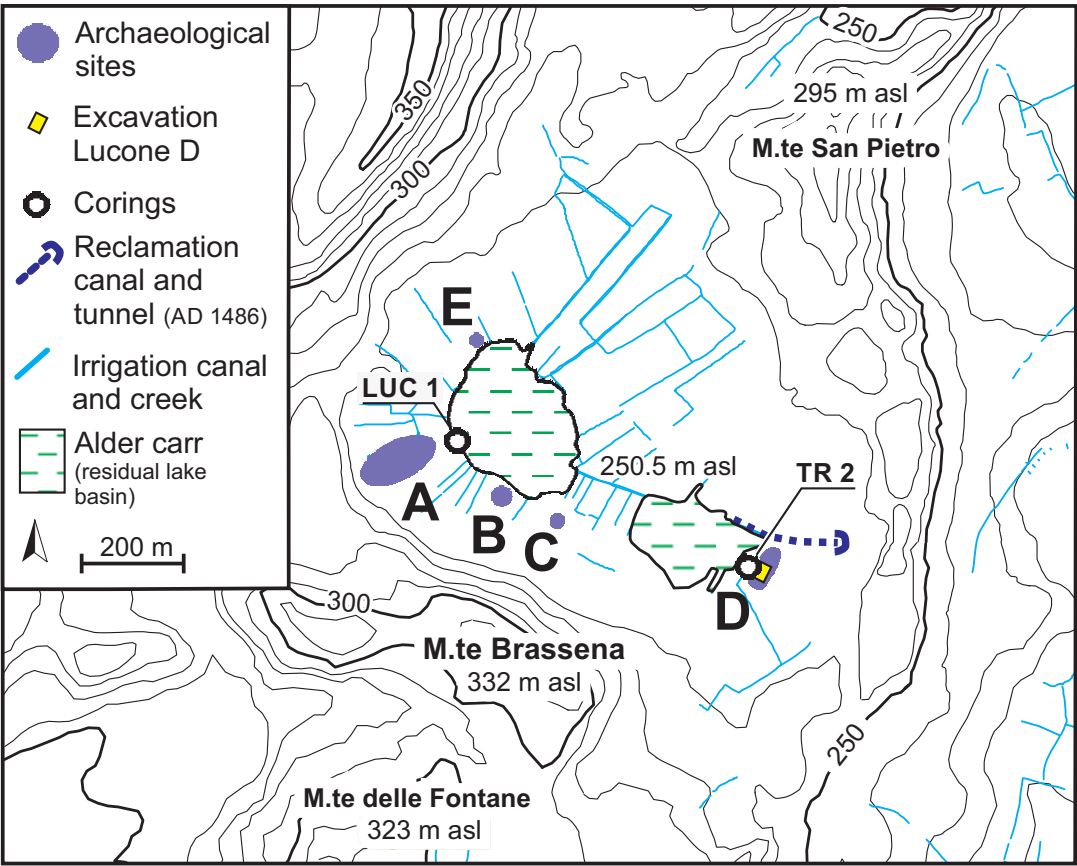 Archaeological
sites
Excavation
Lucone D
Corings
Reclamation
canal and
tunnel (AD 1486)
Irrigation canal
and creek
Alder carr
(residual lake
basin)
200 m
250
350
295 m asl
M.te San Pietro
300
E
LUC 1
250.5 m asl
TR 2
A
B
C
D
300
M.te Brassena
332 m asl
250
M.te delle Fontane
323 m asl